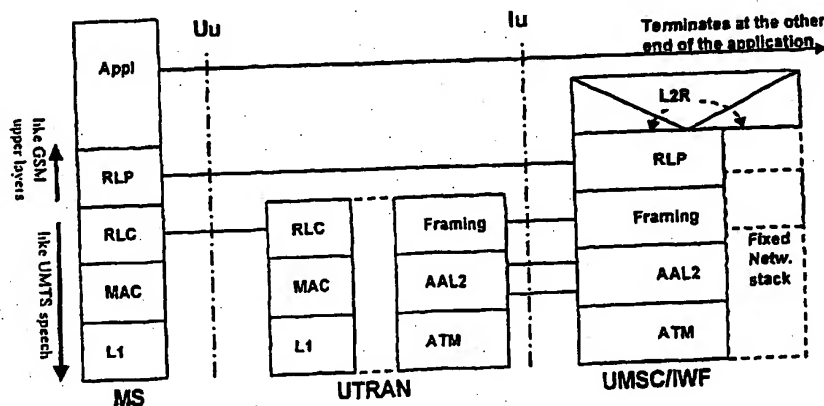 Uu
Iu
Terminates at the other
end of the application
Appl
L2R
like GSM
upper layers
RLP
RLP
RLC
RLC
Framing
Framing
like UMTS speech
MAC
MAC
AAL2
AAL2
Fixed
Netw.
stack
L1
L1
ATM
ATM
MS
UTRAN
UMSC/IWF